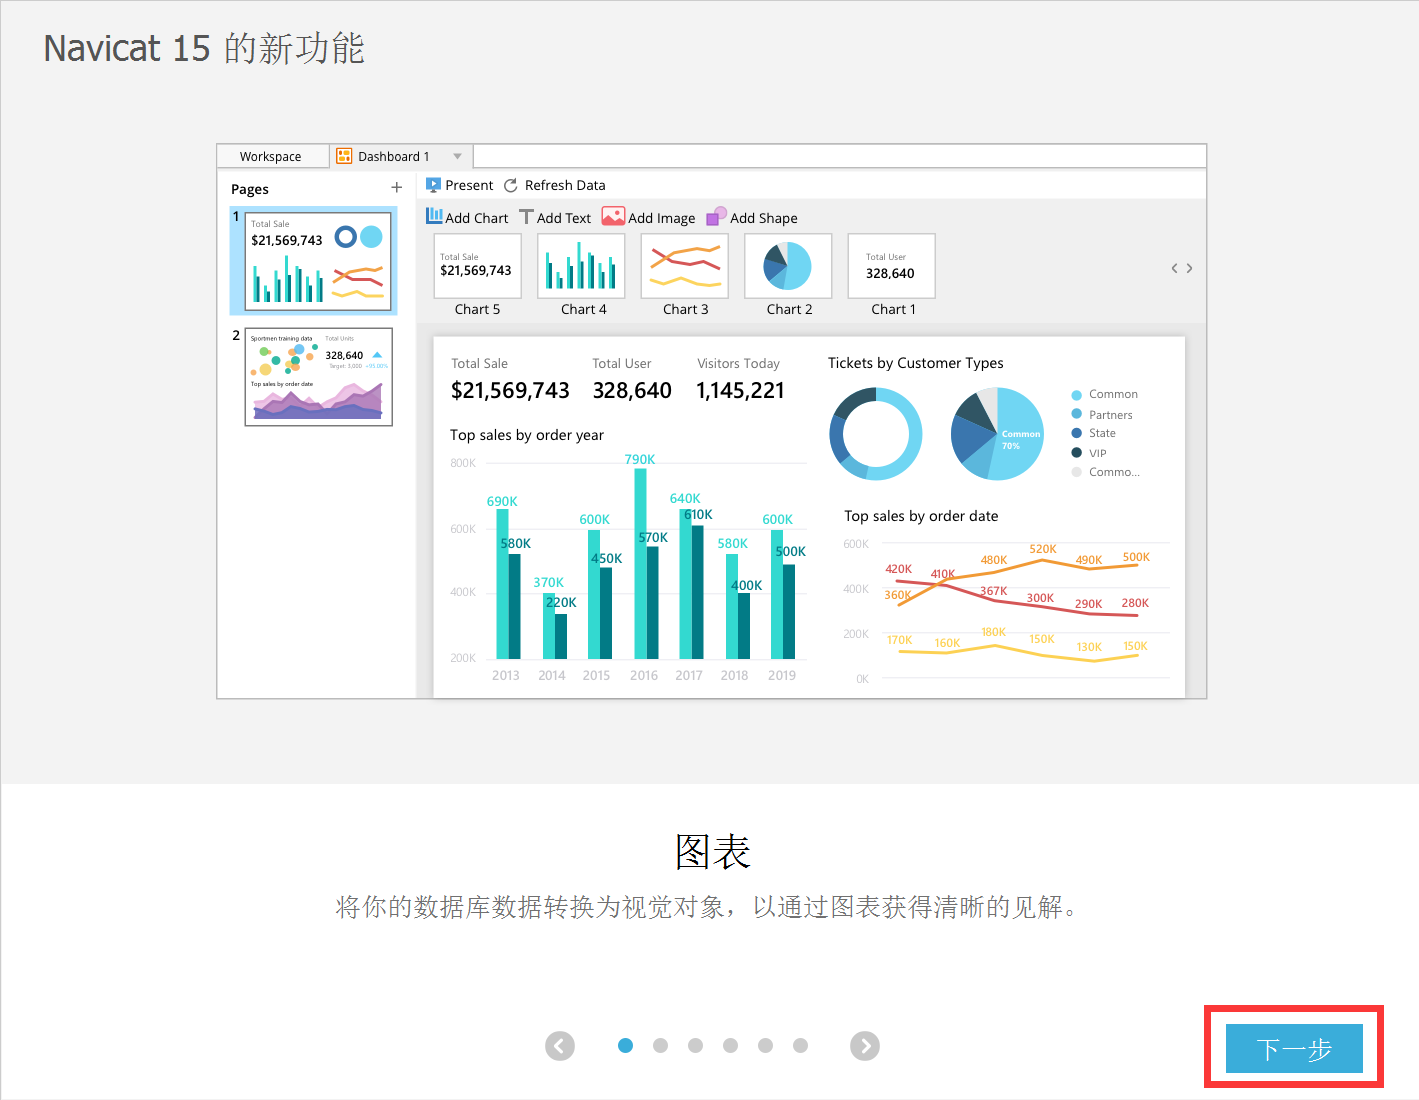 Navicat 15 的新功能
Workspace
Dashboard 1
Pages
Present
Refresh Data
Add Chart
Add Text
Add Image
Add Shape
1
Total Sale
$21,569,743
2
Sportmen training data
Total Units
328,640
Target: 3,000
+95.00%
Top sales by order date
Total Sale
$21,569,743
Total User
328,640
Chart 5
Chart 4
Chart 3
Chart 2
Chart 1
Total Sale
Total User
Visitors Today
$21,569,743
328,640
1,145,221
Top sales by order year
800K
600K
400K
200K
690K
580K
370K
220K
600K
450K
790K
570K
640K
610K
580K
400K
600K
500K
2013
2014
2015
2016
2017
2018
2019
Tickets by Customer Types
Common
70%
Common
Partners
State
VIP
Commo...
Top sales by order date
600K
400K
200K
0K
420K
410K
367K
300K
290K
280K
360K
480K
520K
490K
500K
170K
160K
180K
150K
130K
150K
图表
将你的数据库数据转换为视觉对象，以通过图表获得清晰的见解。
下一步